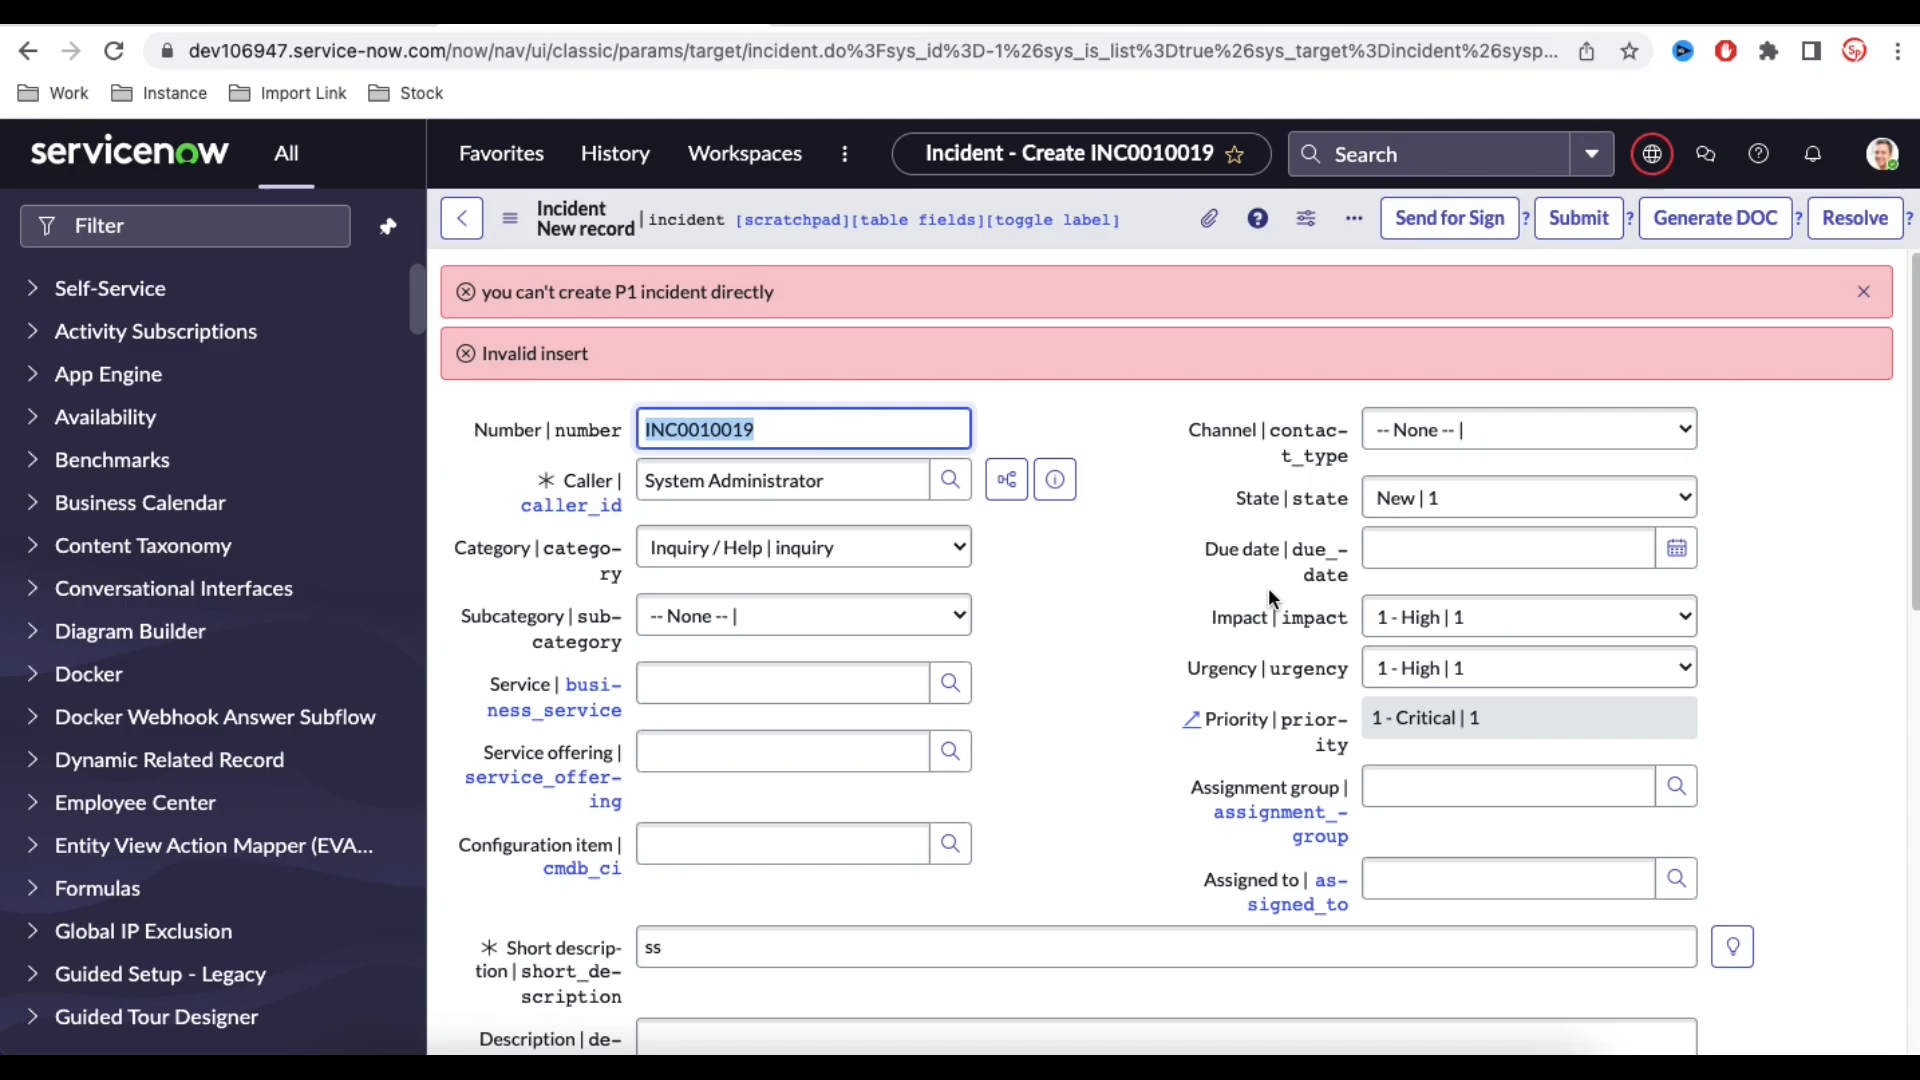 dev106947.service-now.com/now/nav/ui/classic/params/target/incident.do%3Fsys_id%3D-1%26sys_is_list%3Dtrue%26sys_target%3Dincident%26sysp...
Work Instance Import Link Stock
servicenow All Favorites History Workspaces Incident - Create INC0010019 Search
Filter
Self-Service
Activity Subscriptions
App Engine
Availability
Benchmarks
Business Calendar
Content Taxonomy
Conversational Interfaces
Diagram Builder
Docker
Docker Webhook Answer Subflow
Dynamic Related Record
Employee Center
Entity View Action Mapper (EVA...
Formulas
Global IP Exclusion
Guided Setup - Legacy
Guided Tour Designer
Incident
New record | incident [scratchpad][table fields][toggle label]
Send for Sign ? Submit ? Generate DOC ? Resolve ?
you can't create P1 incident directly
Invalid insert
Number | number INC0010019
Caller |
caller_id
System Administrator
Category | catego-
ry
Inquiry / Help | inquiry
Subcategory | sub-
category
-- None -- |
Service | busi-
ness_service
Service offering |
service_offer-
ing
Configuration item |
cmdb_ci
Channel | contac-
t_type
-- None -- |
State | state New | 1
Due date | due_-
date
Impact | impact 1 - High | 1
Urgency | urgency 1 - High | 1
Priority | prior-
ity
1 - Critical | 1
Assignment group |
assignment_-
group
Assigned to | as-
signed_to
Short descrip-
tion | short_de-
scription
ss
Description | de-